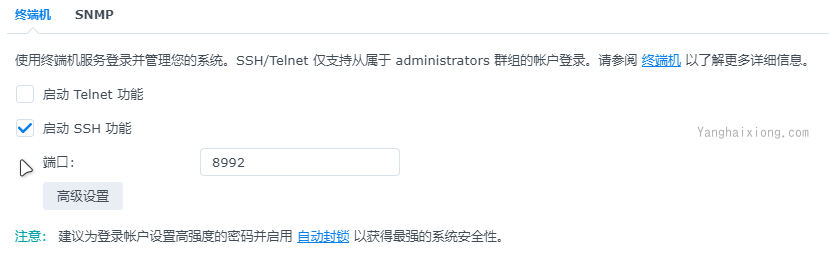 终端机 SNMP
使用终端机服务登录并管理您的系统。SSH/Telnet 仅支持从属于 administrators 群组的帐户登录。请参阅 终端机 以了解更多详细信息。
启动 Telnet 功能
启动 SSH 功能
Yanghaixiong.com
端口： 8992
高级设置
注意： 建议为登录帐户设置高强度的密码并启用 自动封锁 以获得最强的系统安全性。